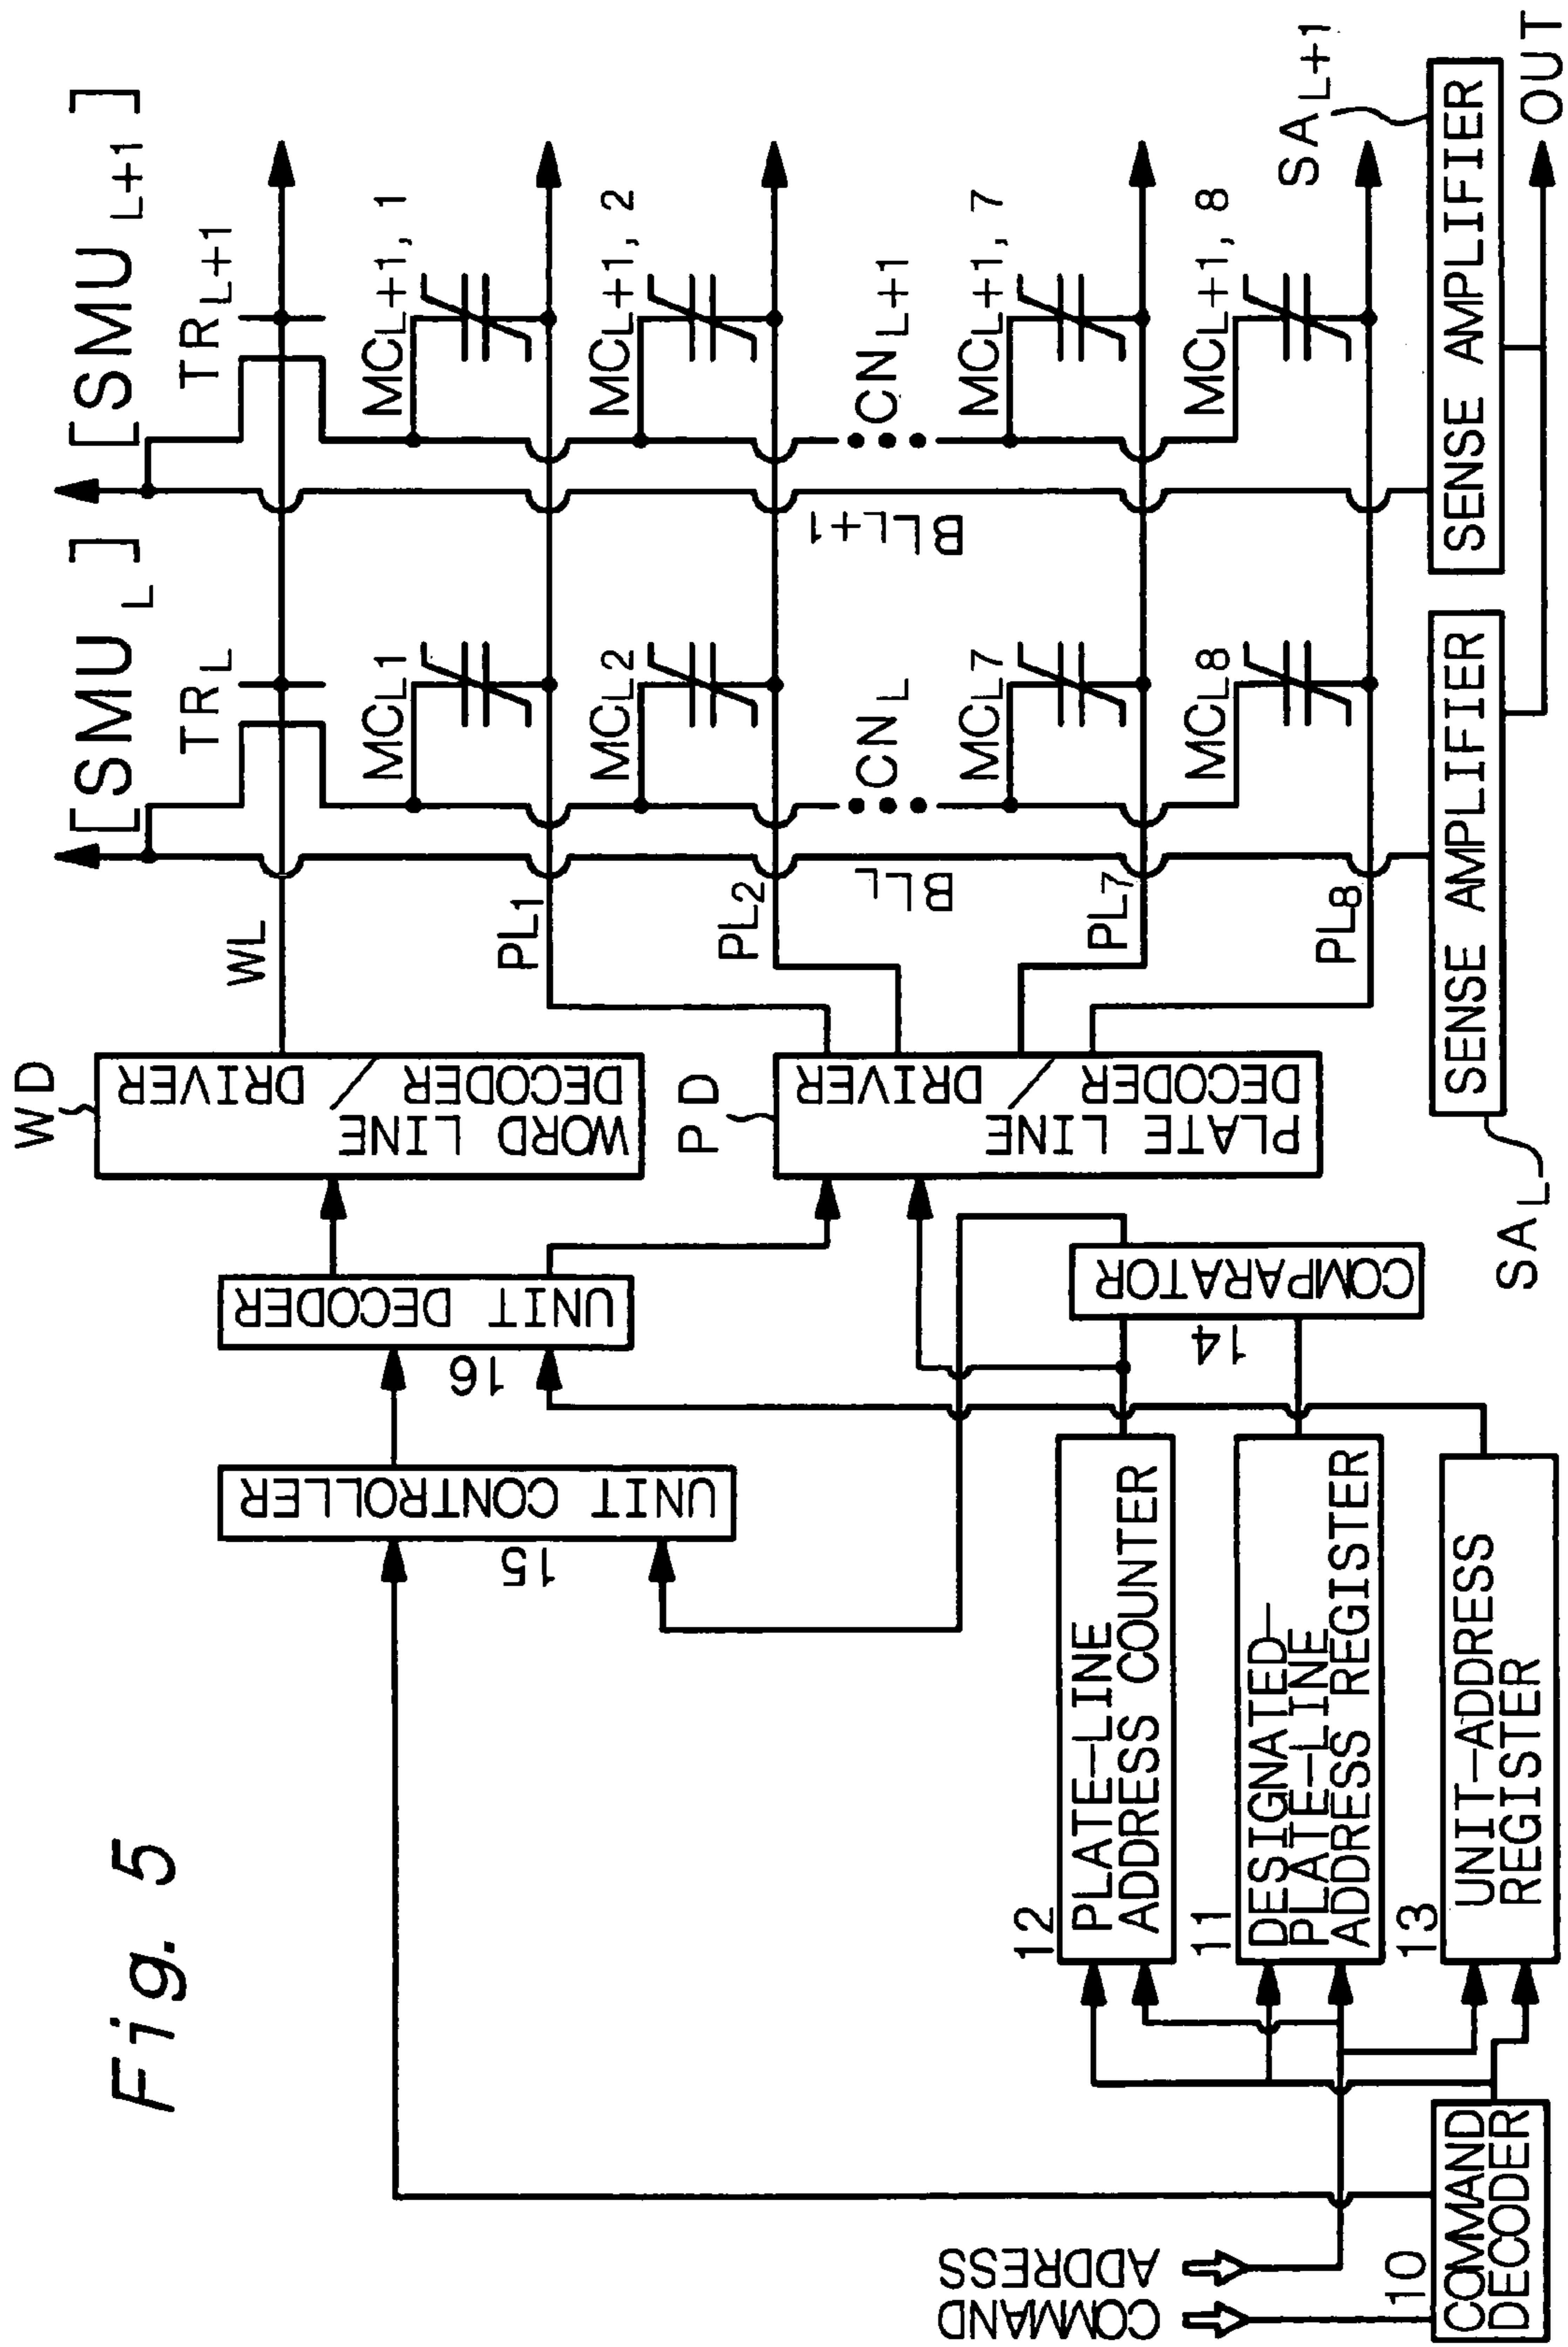 Fig. 5
COMMAND
ADDRESS
10
COMMAND
DECODER
12
PLATE-LINE
ADDRESS COUNTER
11
DESIGNATED-
PLATE-LINE
ADDRESS REGISTER
13
UNIT-ADDRESS
REGISTER
14
COMPARATOR
15
UNIT CONTROLLER
16
UNIT DECODER
WD
WORD LINE
DECODER / DRIVER
PD
PLATE LINE
DECODER / DRIVER
WL
PL1
PL2
PL7
PL8
[SMUL]
TRL
MCL1
MCL2
CNL
MCL7
MCL8
BLL
[SMUL+1]
TRL+1
MCL+1, 1
MCL+1, 2
CNL+1
MCL+1, 7
MCL+1, 8
BLL+1
SAL
SENSE AMPLIFIER
SAL+1
SENSE AMPLIFIER
OUT